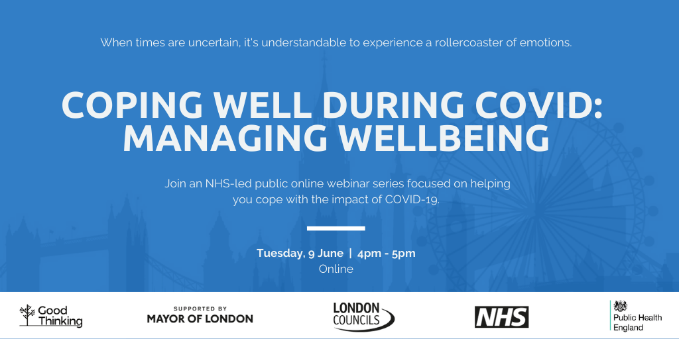 When times are uncertain, it's understandable to experience a rollercoaster of emotions.
COPING WELL DURING COVID:
MANAGING WELLBEING
Join an NHS-led public online webinar series focused on helping
you cope with the impact of COVID-19.
Tuesday, 9 June | 4pm - 5pm
Online
Good
Thinking
SUPPORTED BY
MAYOR OF LONDON
LONDON
COUNCILS
NHS
Public Health
England